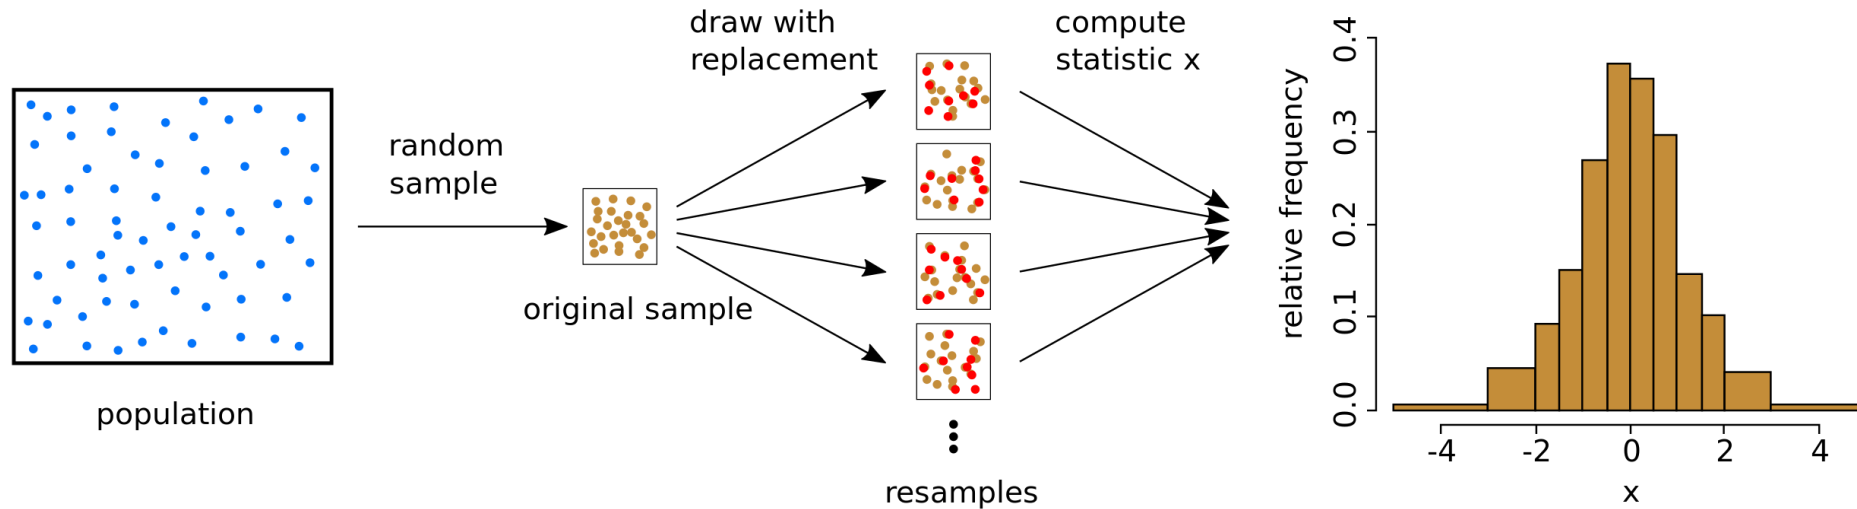 population
random
sample
original sample
draw with
replacement
resamples
compute
statistic x
relative frequency
0.4
0.3
0.2
0.1
0.0
-4
-2
0
2
4
x